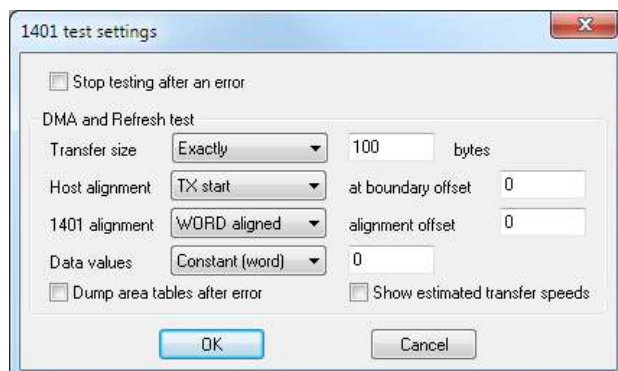 1401 test settings
Stop testing after an error
DMA and Refresh test
Transfer size Exactly 100 bytes
Host alignment TX start at boundary offset 0
1401 alignment WORD aligned alignment offset 0
Data values Constant (word) 0
Dump area tables after error Show estimated transfer speeds
OK Cancel